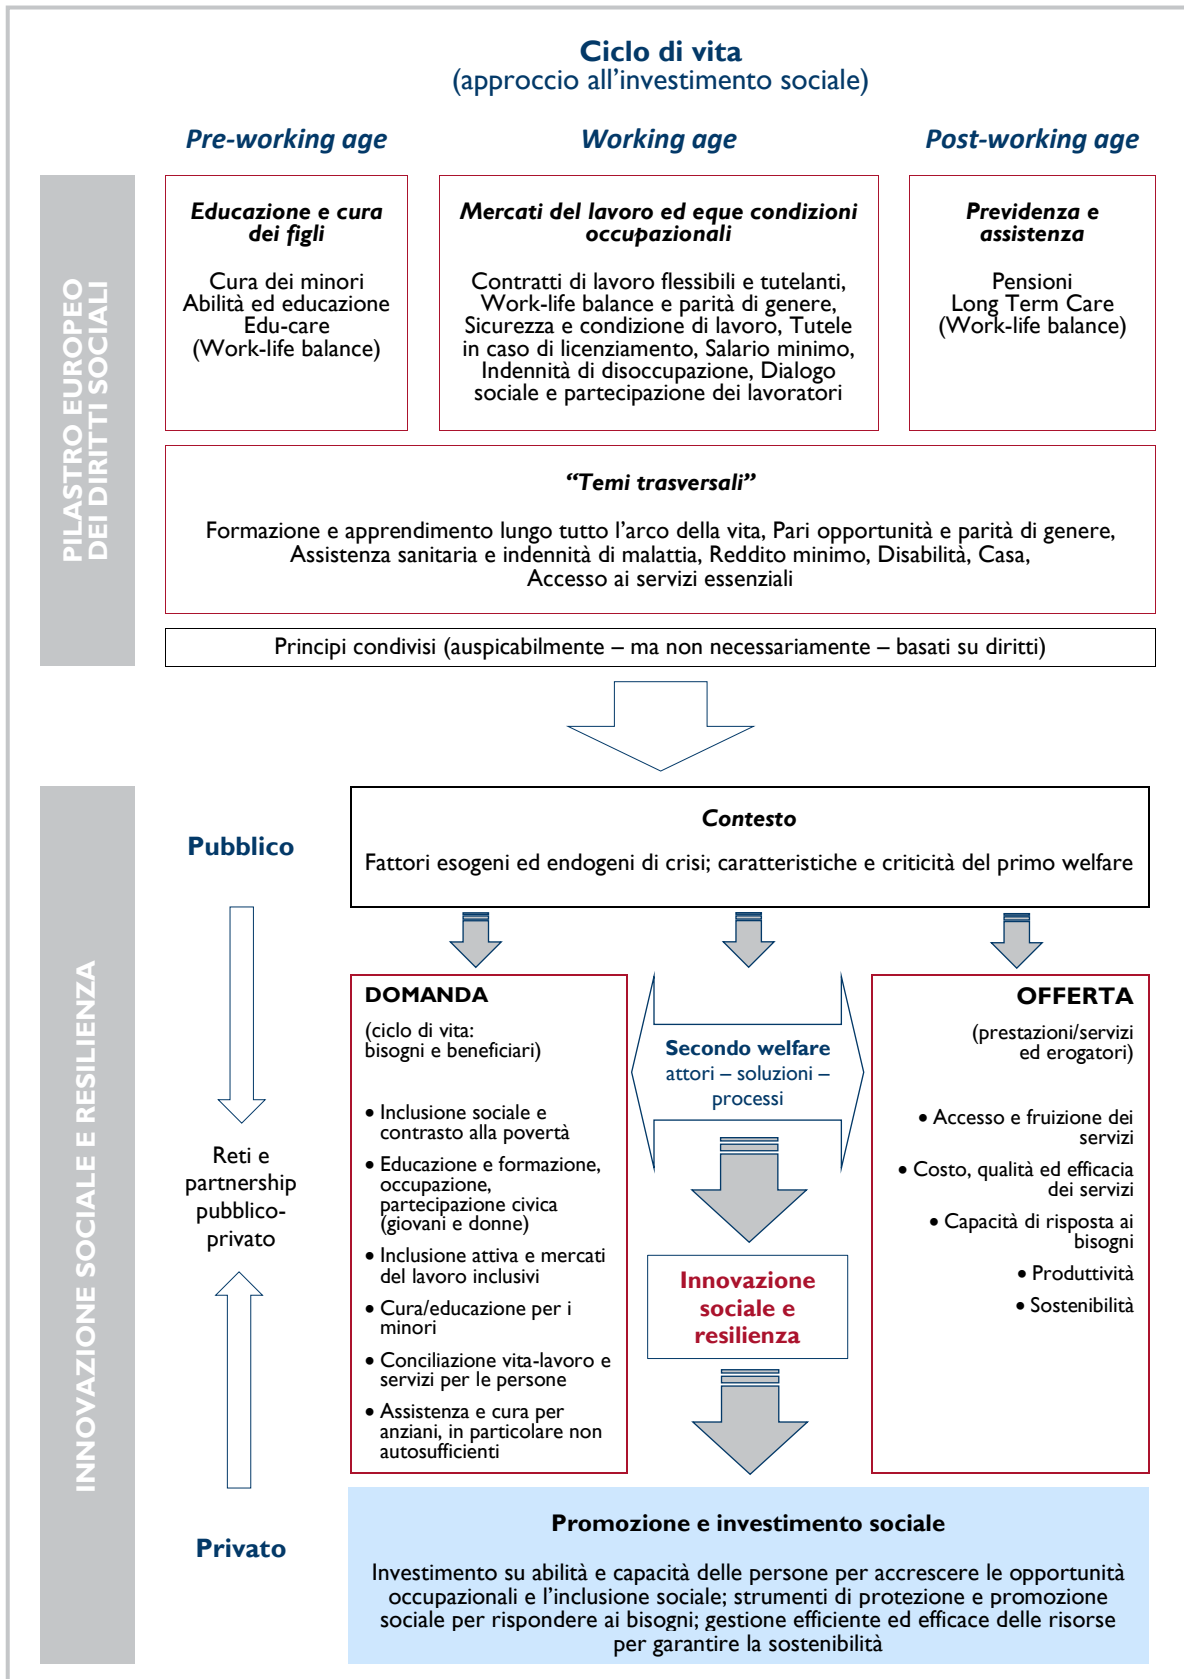 Ciclo di vita
(approccio all’investimento sociale)
Pre-working age
Working age
Post-working age
PILASTRO EUROPEO
DEI DIRITTI SOCIALI
Educazione e cura
dei figli
Cura dei minori
Abilità ed educazione
Edu-care
(Work-life balance)
Mercati del lavoro ed eque condizioni
occupazionali
Contratti di lavoro flessibili e tutelanti,
Work-life balance e parità di genere,
Sicurezza e condizione di lavoro, Tutele
in caso di licenziamento, Salario minimo,
Indennità di disoccupazione, Dialogo
sociale e partecipazione dei lavoratori
Previdenza e
assistenza
Pensioni
Long Term Care
(Work-life balance)
“Temi trasversali”
Formazione e apprendimento lungo tutto l’arco della vita, Pari opportunità e parità di genere,
Assistenza sanitaria e indennità di malattia, Reddito minimo, Disabilità, Casa,
Accesso ai servizi essenziali
Principi condivisi (auspicabilmente – ma non necessariamente – basati su diritti)
INNOVAZIONE SOCIALE E RESILIENZA
Pubblico
Reti e
partnership
pubblico-
privato
Privato
Contesto
Fattori esogeni ed endogeni di crisi; caratteristiche e criticità del primo welfare
DOMANDA
(ciclo di vita:
bisogni e beneficiari)
• Inclusione sociale e
contrasto alla povertà
• Educazione e formazione,
occupazione,
partecipazione civica
(giovani e donne)
• Inclusione attiva e mercati
del lavoro inclusivi
• Cura/educazione per i
minori
• Conciliazione vita-lavoro e
servizi per le persone
• Assistenza e cura per
anziani, in particolare non
autosufficienti
Secondo welfare
attori – soluzioni –
processi
Innovazione
sociale e
resilienza
OFFERTA
(prestazioni/servizi
ed erogatori)
• Accesso e fruizione dei
servizi
• Costo, qualità ed efficacia
dei servizi
• Capacità di risposta ai
bisogni
• Produttività
• Sostenibilità
Promozione e investimento sociale
Investimento su abilità e capacità delle persone per accrescere le opportunità
occupazionali e l’inclusione sociale; strumenti di protezione e promozione
sociale per rispondere ai bisogni; gestione efficiente ed efficace delle risorse
per garantire la sostenibilità